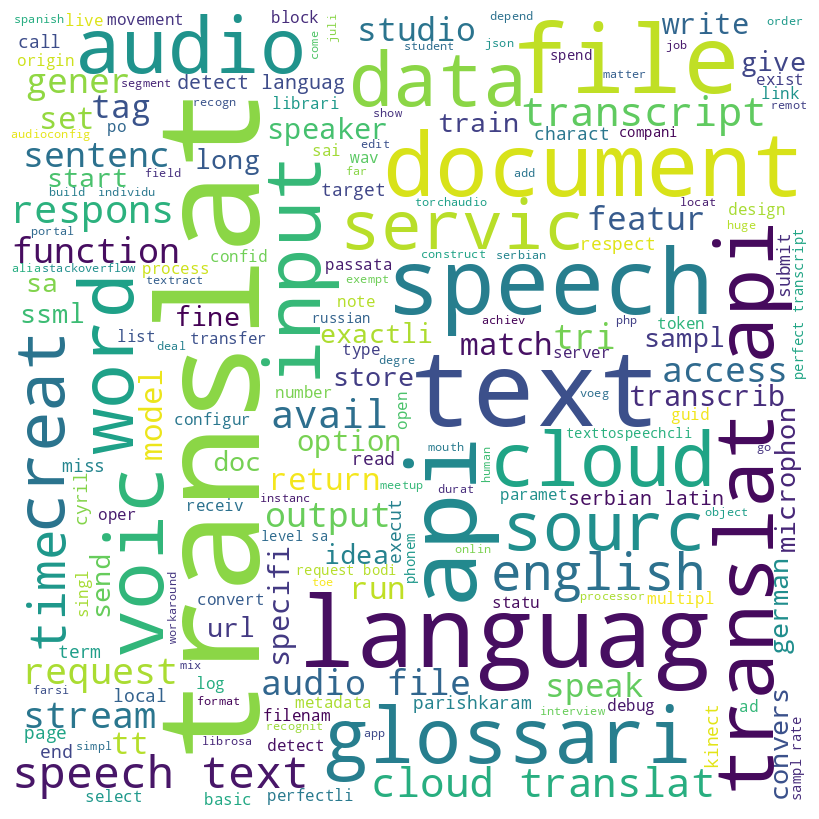 spanish live movement block
call
origin
audio
come
juli
studio
depend
student
json
write
order
job
spend
matter
file
give
exist
link
remot
gener
segment
detect languag
recogn
librari
data
set tag
audioconfig
po
speaker
show
edit
train
transcript
charact
compani
sentenc
field
long
sai
wav
far
document
add
start
build individu
target
torchaudio
locat
design
huge
respons
portal
input
servic
featur
respect
function
aliastackoverflow
process
confid
passata
construct serbian
submit
api
sa
textract
exempt
speech
ssml
word
fine
note
russian
exactli
achiev
php
token
perfect transcript
list
deal
transfer
type
degre
match
tri
server
sampl
translat
store
text
voeg
access
transcrib
creat
time
model
configur
number
avail
open
guid
miss
voic
doc
option
read
mouth
cloud
texttospeechcli
go
microphon
cyril
return
meetup
human
translat
oper
receiv
instanc
api
durat
paramet
serbian latin
send
singl
output
execut
phonem
sourc
object
level sa
idea
onlin
workaround
request bodi
toe
run
english
german
convert
specifi
url
languag
statu
processor
multipl
term
request
mix
audio file
speak
farsi
local
log
format
metadata
parishkaram
debug
ad
stream
filenam
interview
kinect
convers
sampl rate
page
end
simpl
tt
librosa
detect
recognit
app
glossari
speech text
select
basic
perfectli
cloud translat